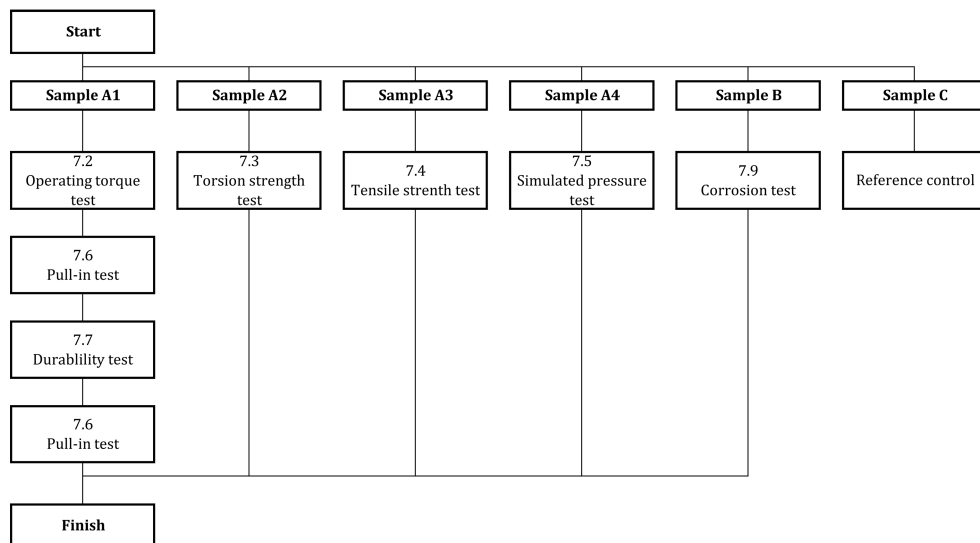 Start
Sample A1
Sample A2
Sample A3
Sample A4
Sample B
Sample C
7.2
Operating torque
test
7.3
Torsion strength
test
7.4
Tensile strenth test
7.5
Simulated pressure
test
7.9
Corrosion test
Reference control
7.6
Pull-in test
7.7
Durablility test
7.6
Pull-in test
Finish